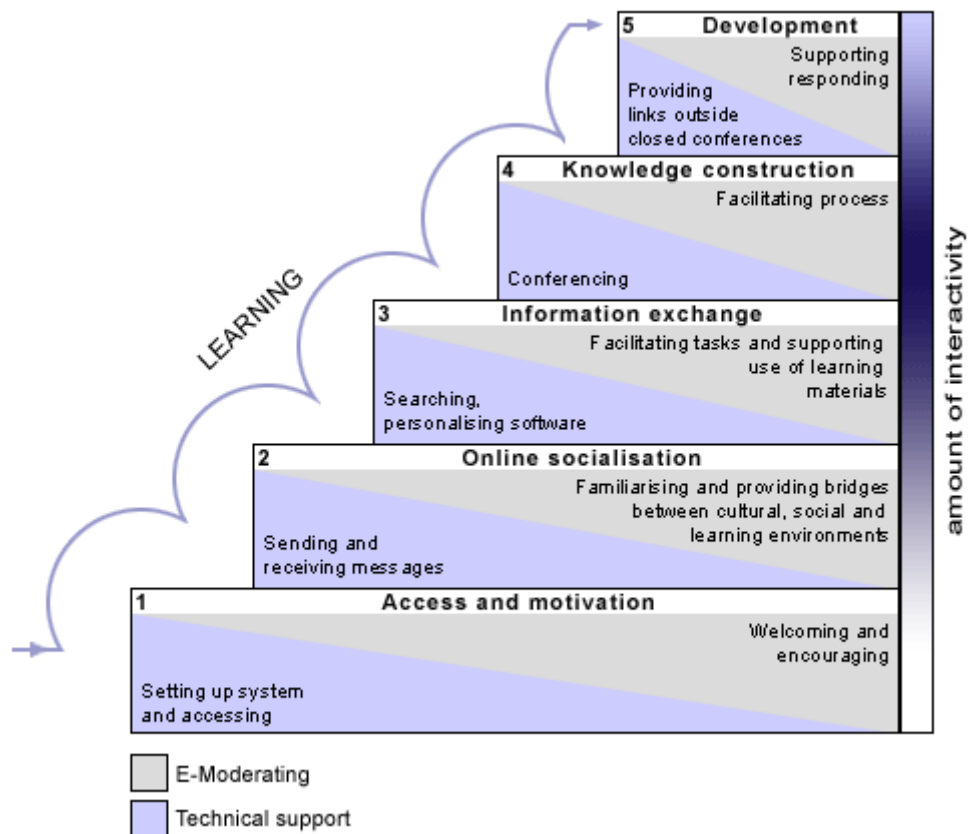 5 Development
Supporting
responding
Providing
links outside
closed conferences
4 Knowledge construction
Facilitating process
Conferencing
3 Information exchange
Facilitating tasks and supporting
use of learning
materials
Searching,
personalising software
2 Online socialisation
Familiarising and providing bridges
between cultural, social and
learning environments
Sending and
receiving messages
1 Access and motivation
Welcoming and
encouraging
Setting up system
and accessing
LEARNING
amount of interactivity
E-Moderating
Technical support